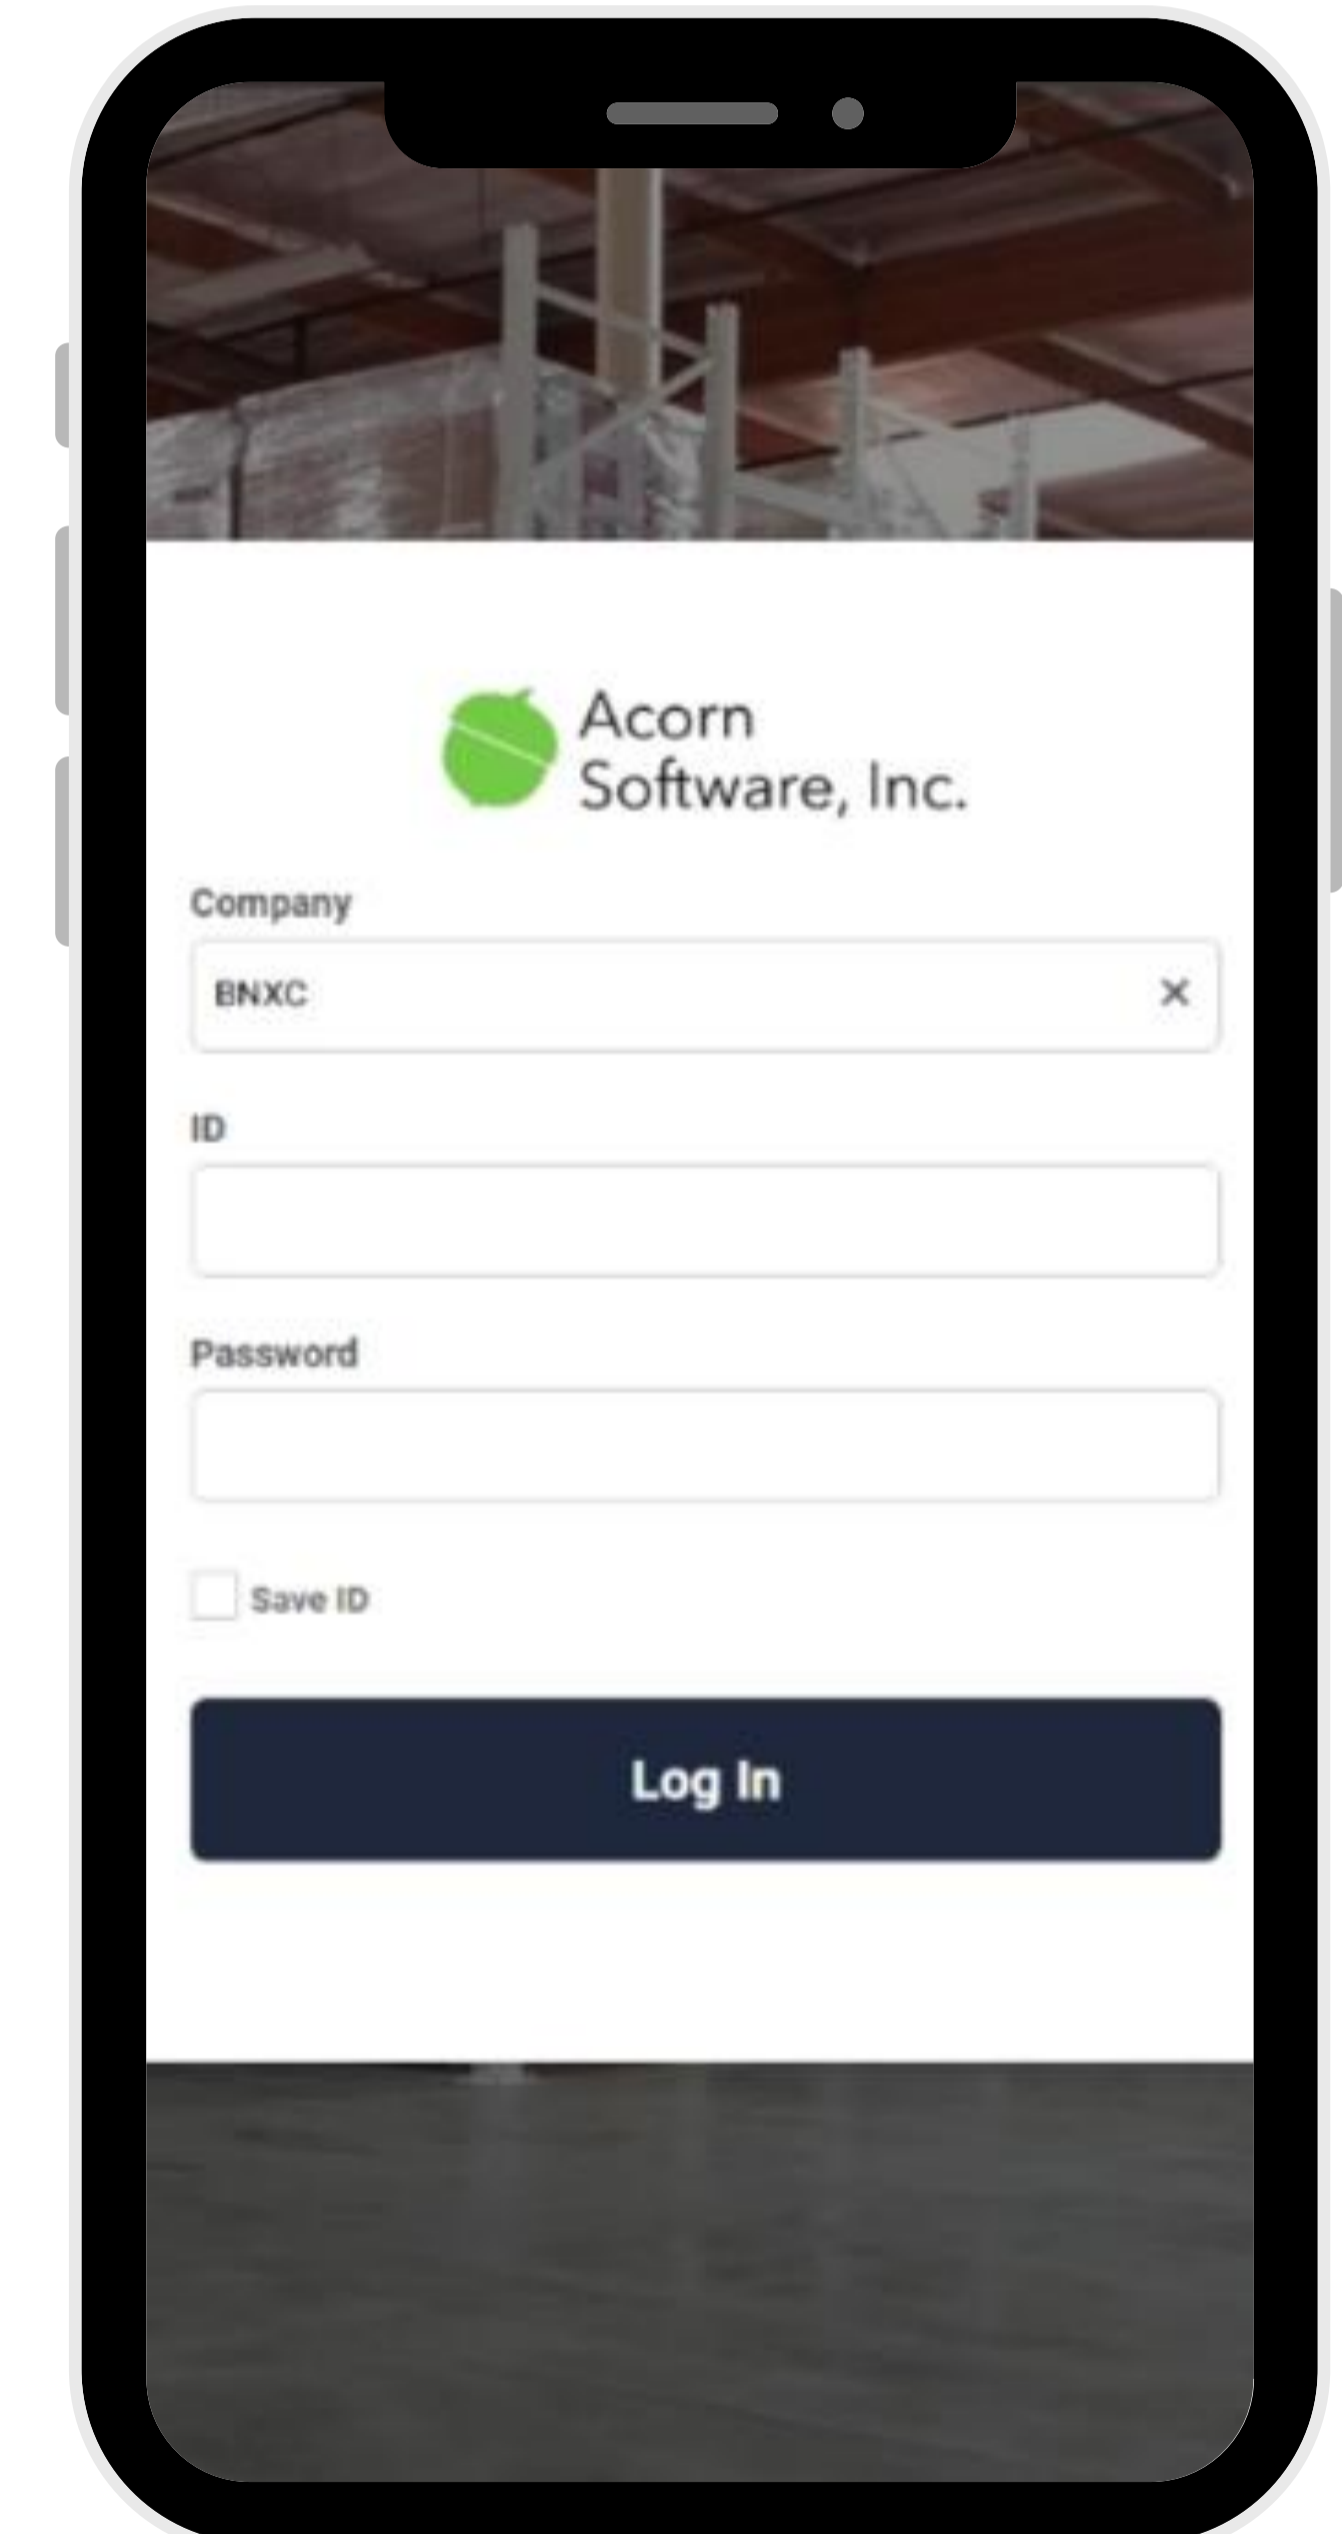 Acorn
Software, Inc.
Company
BNXC
ID
Password
Save ID
Log In